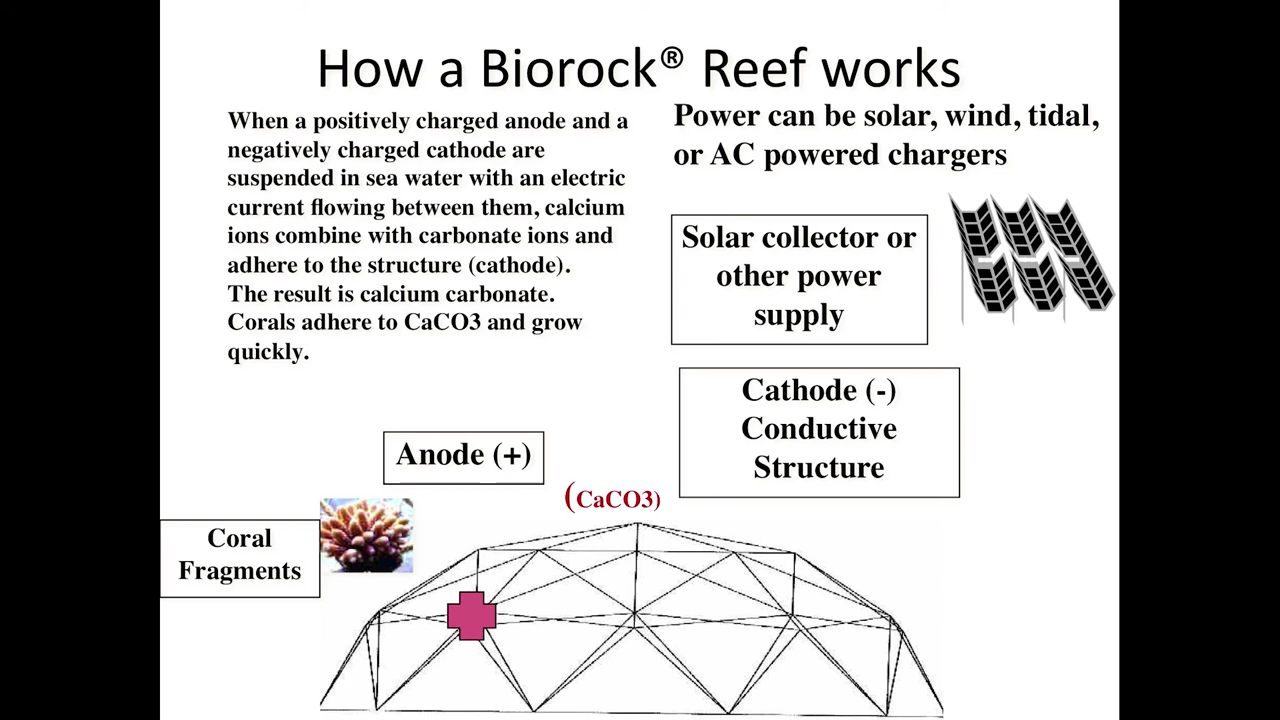 How a Biorock® Reef works
When a positively charged anode and a
negatively charged cathode are
suspended in sea water with an electric
current flowing between them, calcium
ions combine with carbonate ions and
adhere to the structure (cathode).
The result is calcium carbonate.
Corals adhere to CaCO3 and grow
quickly.
Power can be solar, wind, tidal,
or AC powered chargers
Solar collector or
other power
supply
Cathode (-)
Conductive
Structure
Anode (+)
(CaCO3)
Coral
Fragments